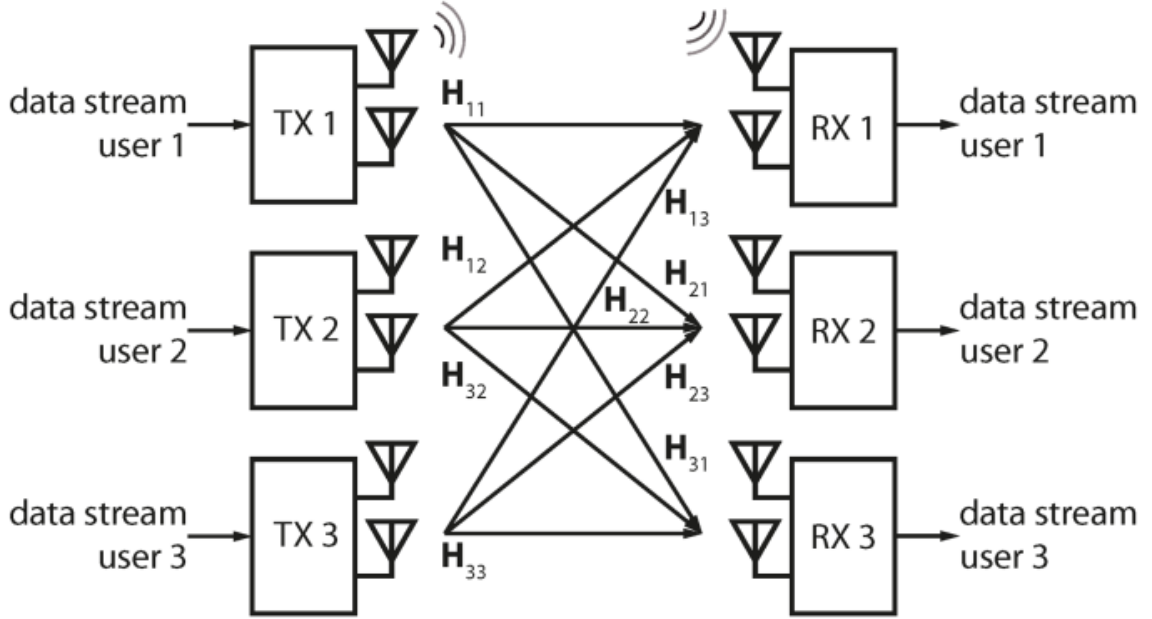 H11
data stream
user 1
TX 1
RX 1
data stream
user 1
H13
H12
H21
H22
data stream
user 2
TX 2
RX 2
data stream
user 2
H32
H23
H31
data stream
user 3
TX 3
RX 3
data stream
user 3
H33